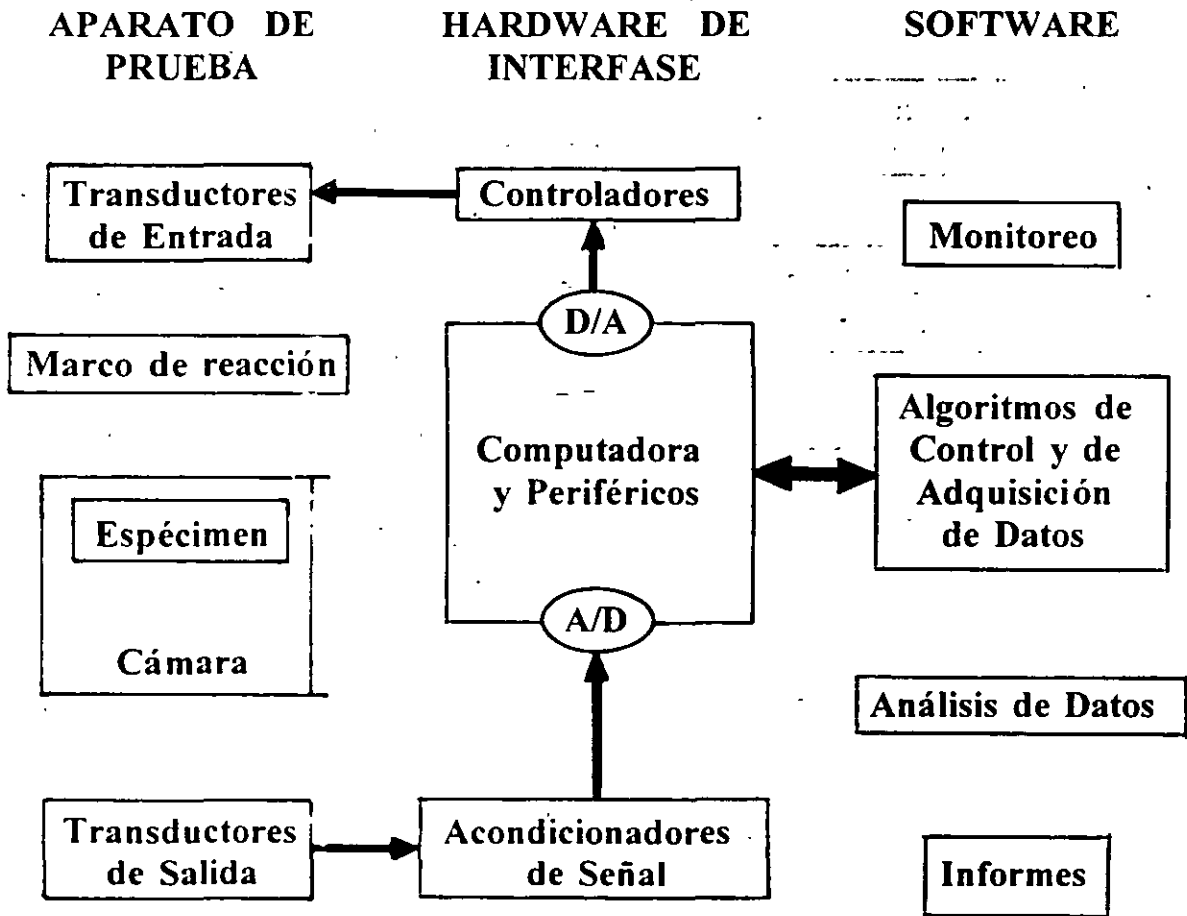 APARATO DE
PRUEBA
HARDWARE DE
INTERFASE
SOFTWARE
Transductores
de Entrada
Controladores
Monitoreo
D/A
Marco de reacción
Computadora
y Periféricos
Algoritmos de
Control y de
Adquisición
de Datos
Espécimen
Cámara
A/D
Análisis de Datos
Transductores
de Salida
Acondicionadores
de Señal
Informes